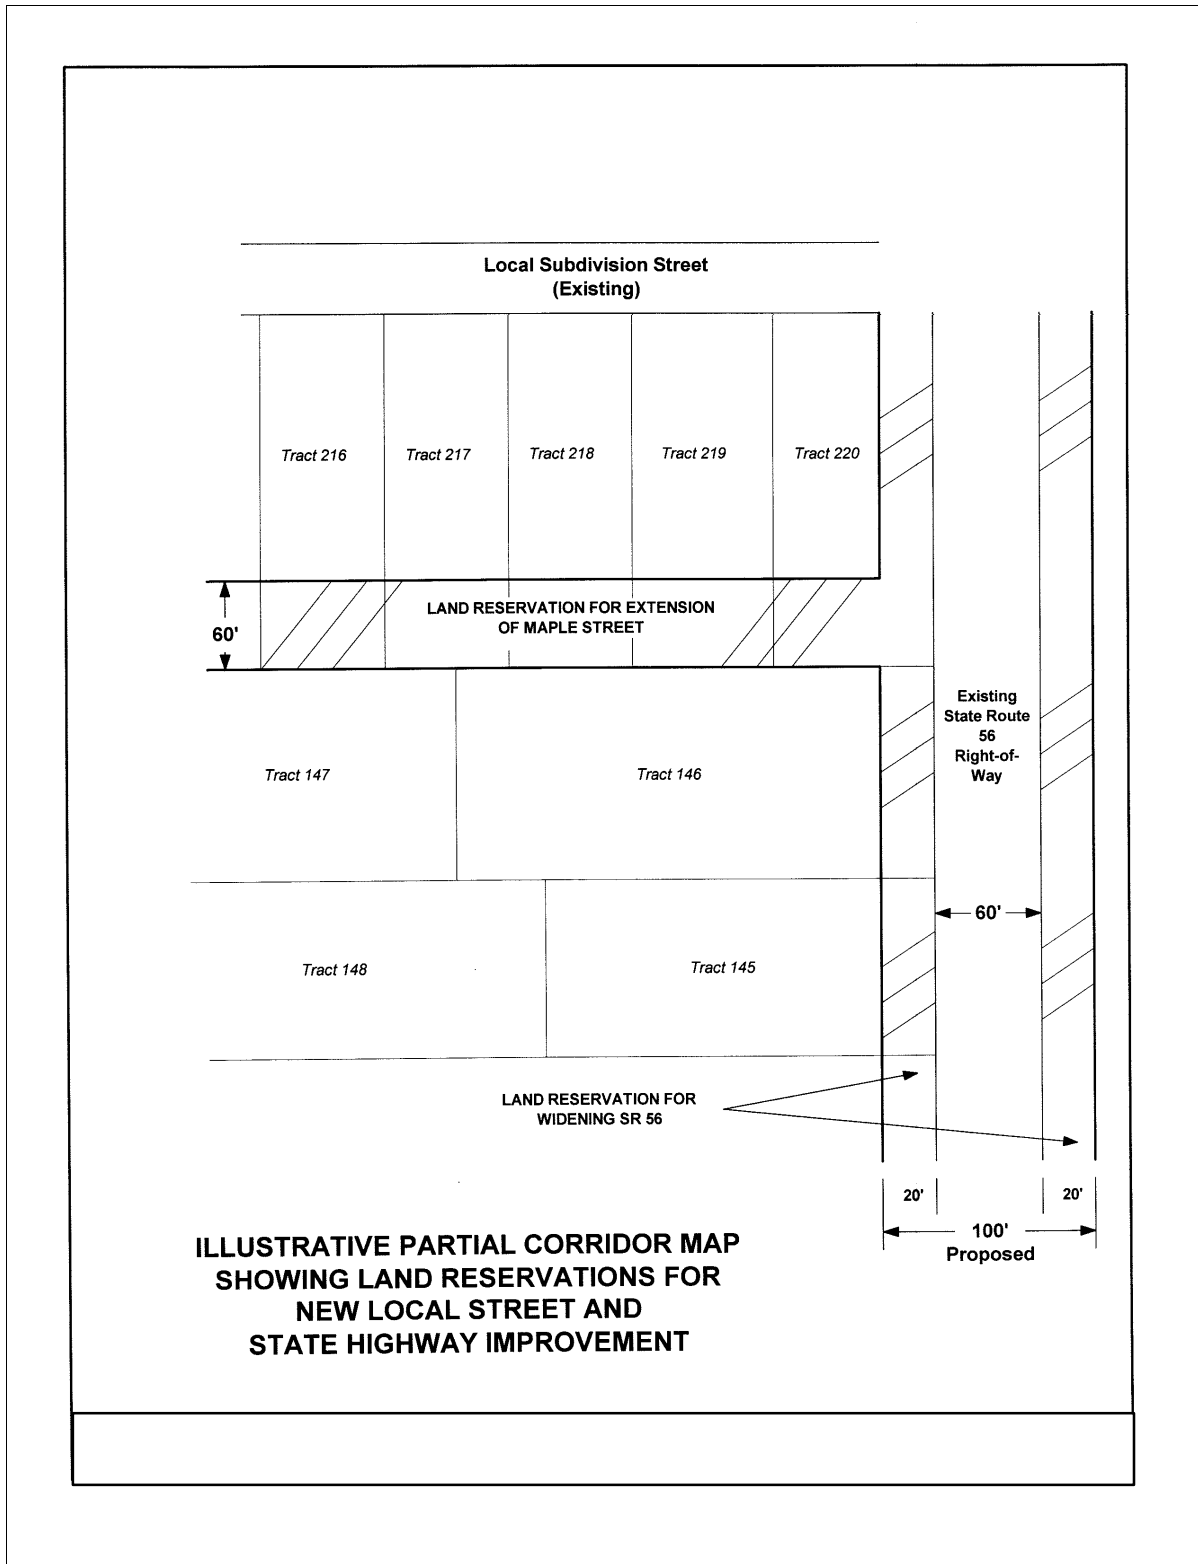 Local Subdivision Street
(Existing)
Tract 216
Tract 217
Tract 218
Tract 219
Tract 220
60'
LAND RESERVATION FOR EXTENSION
OF MAPLE STREET
Existing
State Route
56
Right-of-
Way
Tract 147
Tract 146
60'
Tract 148
Tract 145
LAND RESERVATION FOR
WIDENING SR 56
20'
20'
100'
Proposed
ILLUSTRATIVE PARTIAL CORRIDOR MAP
SHOWING LAND RESERVATIONS FOR
NEW LOCAL STREET AND
STATE HIGHWAY IMPROVEMENT